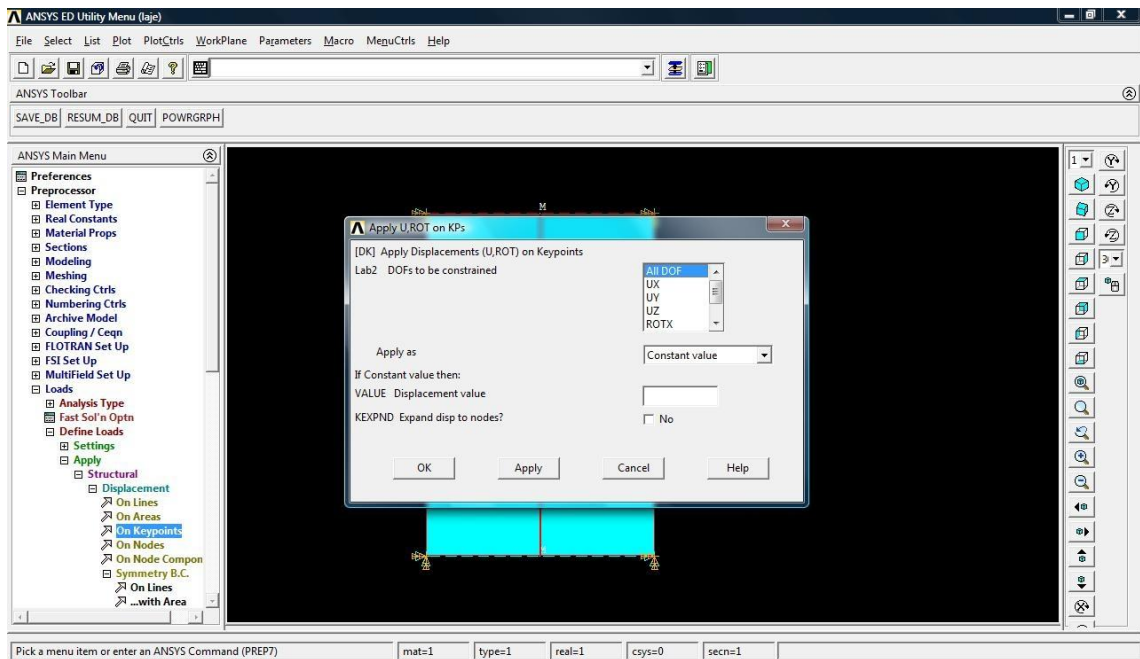 ANSYS ED Utility Menu (laje)
File Select List Plot PlotCtrls WorkPlane Parameters Macro MenuCtrls Help
ANSYS Toolbar
SAVE_DB RESUM_DB QUIT POWRGRPH
ANSYS Main Menu
Preferences
Preprocessor
Element Type
Real Constants
Material Props
Sections
Modeling
Meshing
Checking Ctrls
Numbering Ctrls
Archive Model
Coupling / Ceqn
FLOTRAN Set Up
FSI Set Up
MultiField Set Up
Loads
Analysis Type
Fast Sol'n Optn
Define Loads
Settings
Apply
Structural
Displacement
On Lines
On Areas
On Keypoints
On Nodes
On Node Compon
Symmetry B.C.
On Lines
...with Area
M
Apply U,ROT on KPs
[DK] Apply Displacements (U,ROT) on Keypoints
Lab2 DOFs to be constrained
All DOF
UX
UY
UZ
ROTX
Apply as
Constant value
If Constant value then:
VALUE Displacement value
KEXPND Expand disp to nodes?
No
OK Apply Cancel Help
1
3
Pick a menu item or enter an ANSYS Command (PREP7) mat=1 type=1 real=1 csys=0 secn=1